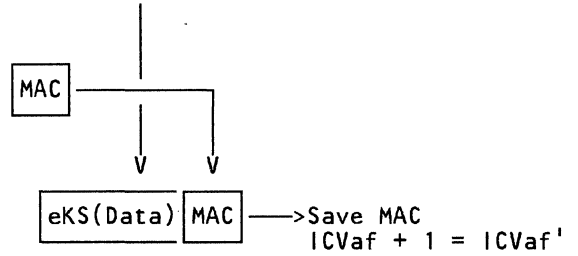 MAC
V V
eKS(Data) MAC —>Save MAC
ICVaf + 1 = ICVaf'